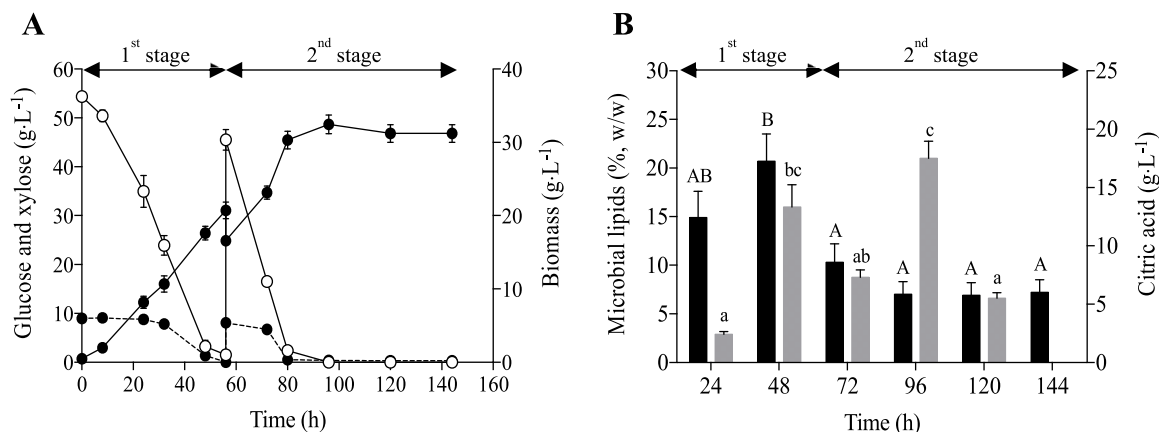 A
1st stage
2nd stage
60
50
40
30
20
10
0
Glucose and xylose (g·L-1)
40
30
20
10
0
Biomass (g·L-1)
0 20 40 60 80 100 120 140 160
Time (h)
B
1st stage
2nd stage
30
25
20
15
10
5
0
Microbial lipids (%, w/w)
25
20
15
10
5
0
Citric acid (g·L-1)
AB
a
B
bc
A
ab
A
c
A
a
A
24 48 72 96 120 144
Time (h)